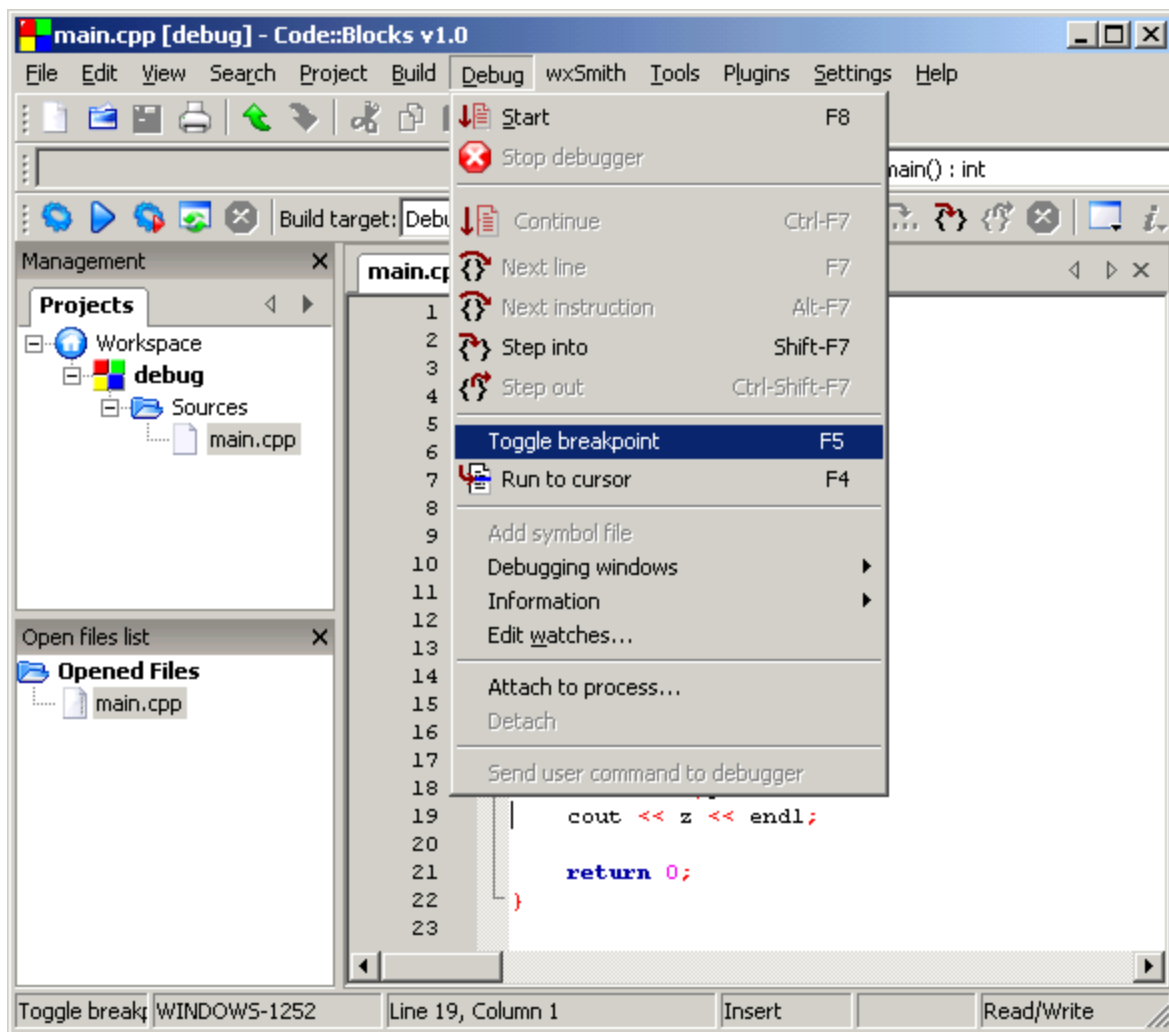 main.cpp [debug] - Code::Blocks v1.0
File Edit View Search Project Build Debug wxSmith Tools Plugins Settings Help
Start F8
Stop debugger
main() : int
Continue Ctrl-F7
Build target: Debu
Management
Next line F7
main.cp
Projects
Next instruction Alt-F7
Workspace
Step into Shift-F7
debug
Step out Ctrl-Shift-F7
Sources
main.cpp
Toggle breakpoint F5
Run to cursor F4
Add symbol file
Debugging windows
Information
Edit watches...
Attach to process...
Detach
Send user command to debugger
Open files list
Opened Files
main.cpp
1
2
3
4
5
6
7
8
9
10
11
12
13
14
15
16
17
18
19 cout << z << endl;
20
21 return 0;
22 }
23
Toggle breakp WINDOWS-1252 Line 19, Column 1 Insert Read/Write